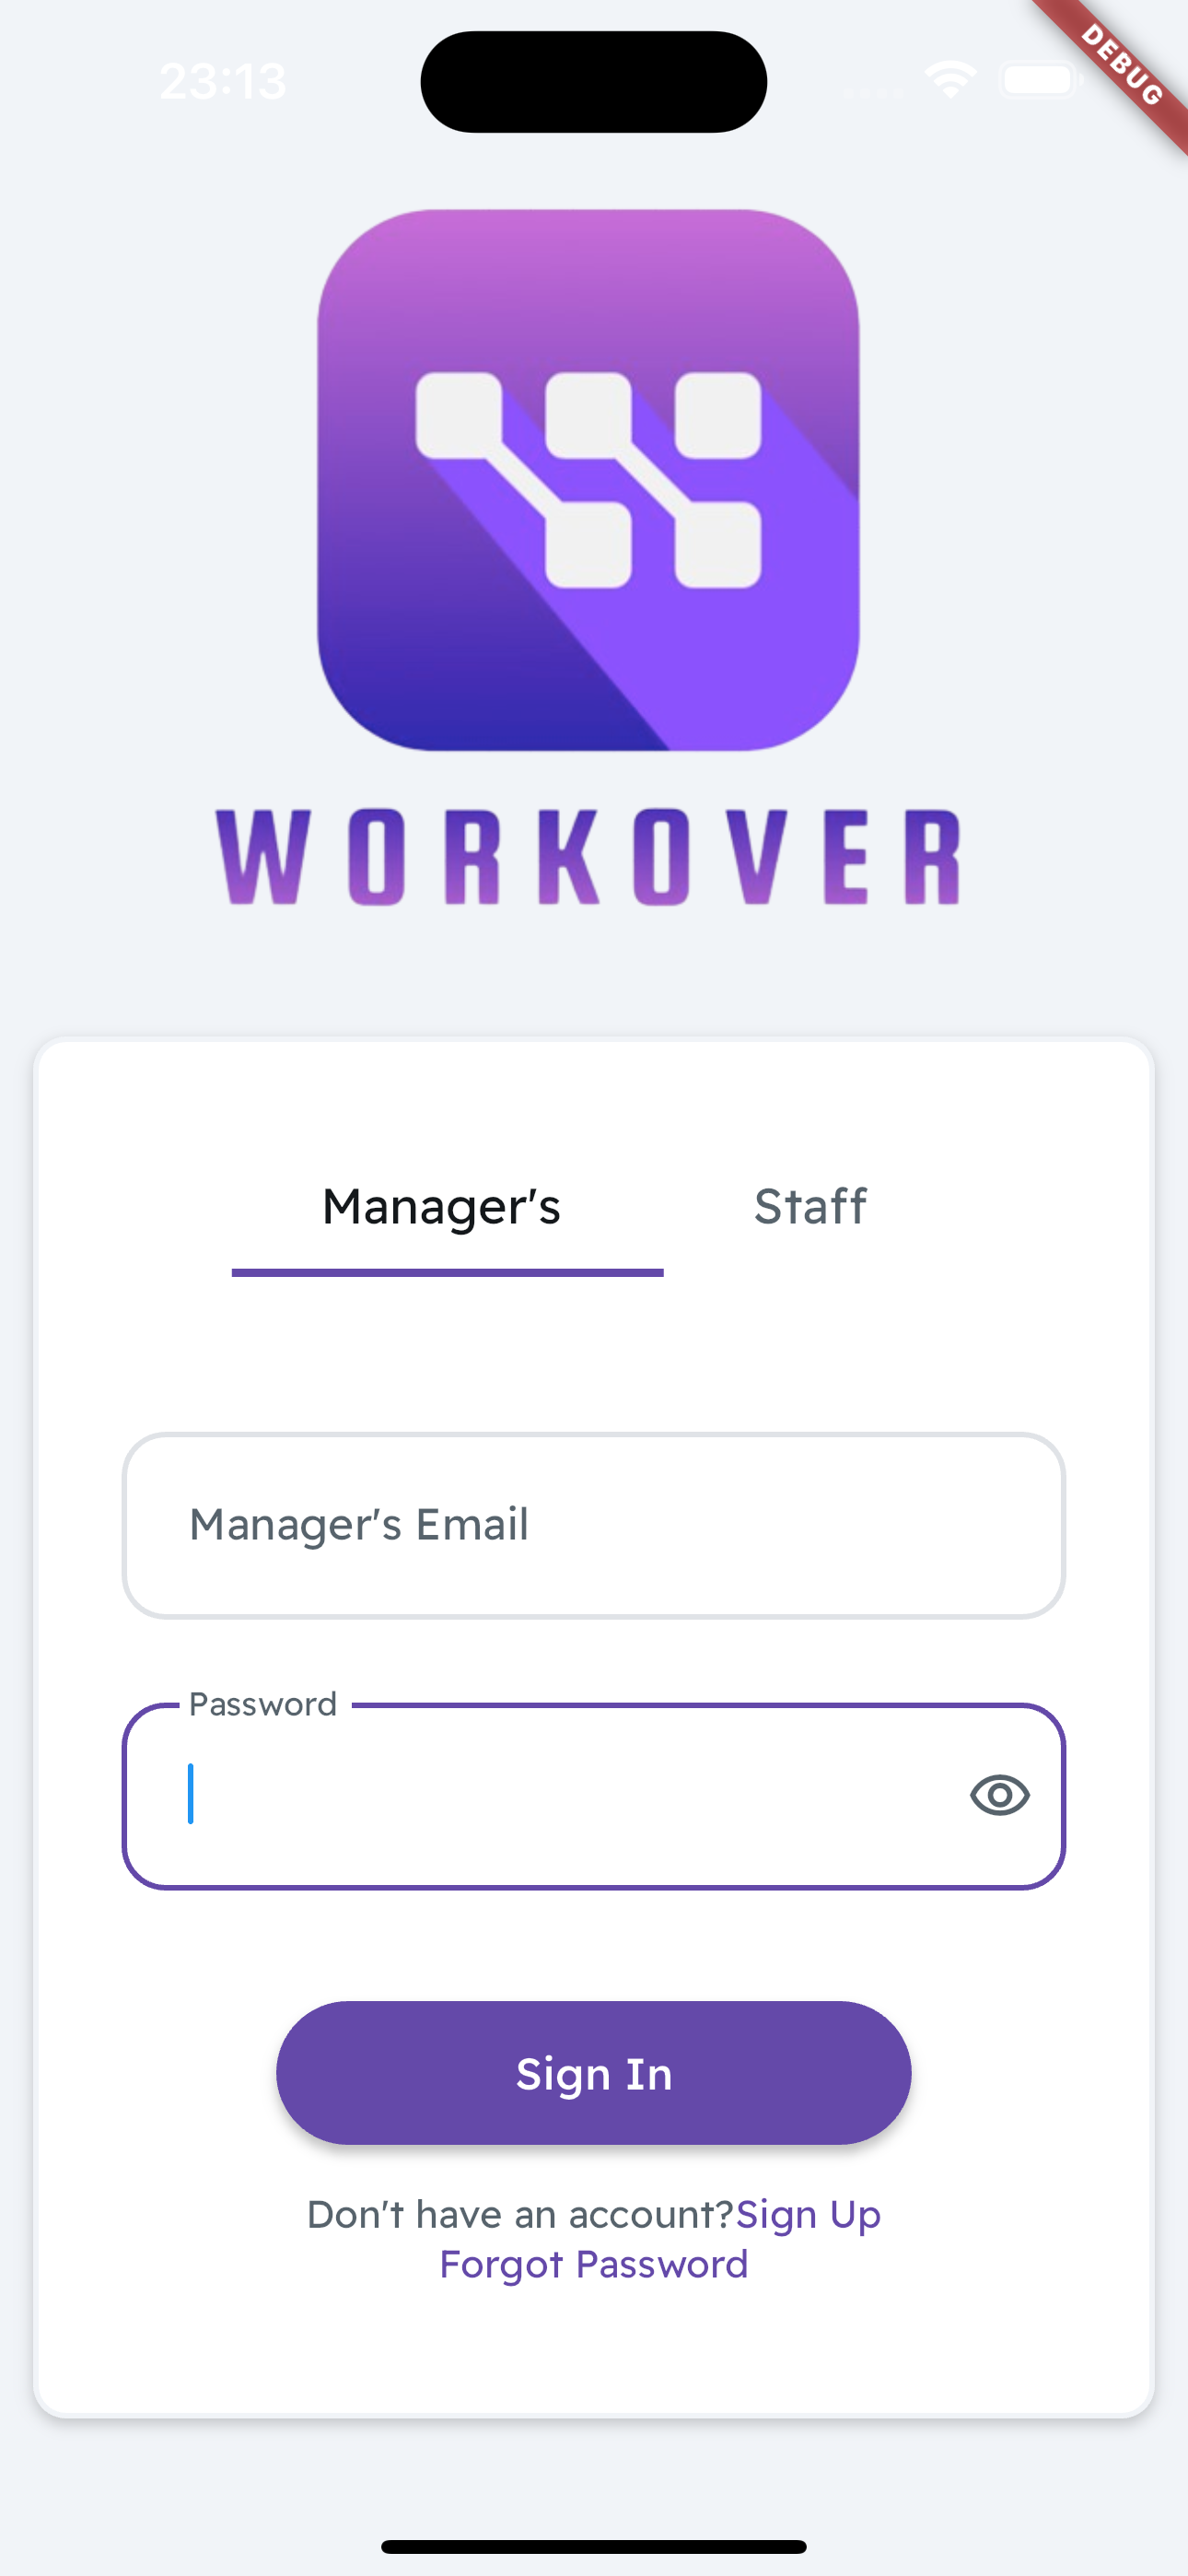 23:13
DEBUG
WORKOVER
Manager's Staff
Manager's Email
Password
Sign In
Don't have an account?Sign Up
Forgot Password